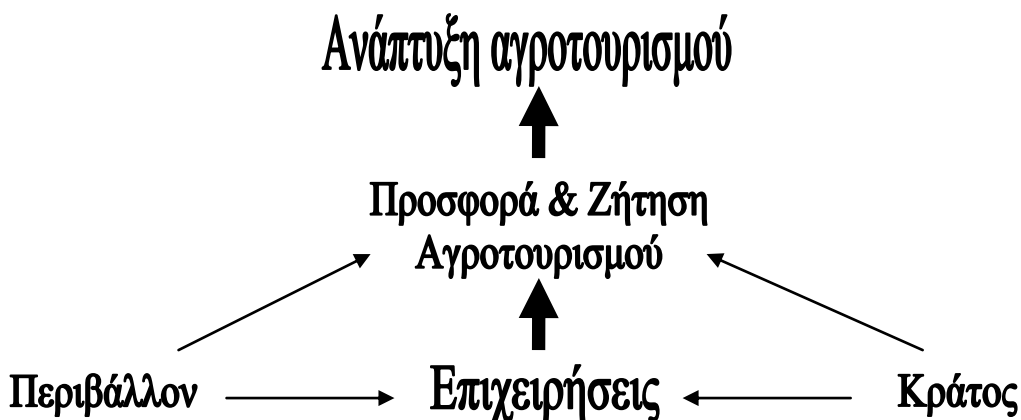 Ανάπτυξη αγροτουρισμού
Προσφορά & Ζήτηση
Αγροτουρισμού
Περιβάλλον
Επιχειρήσεις
Κράτος